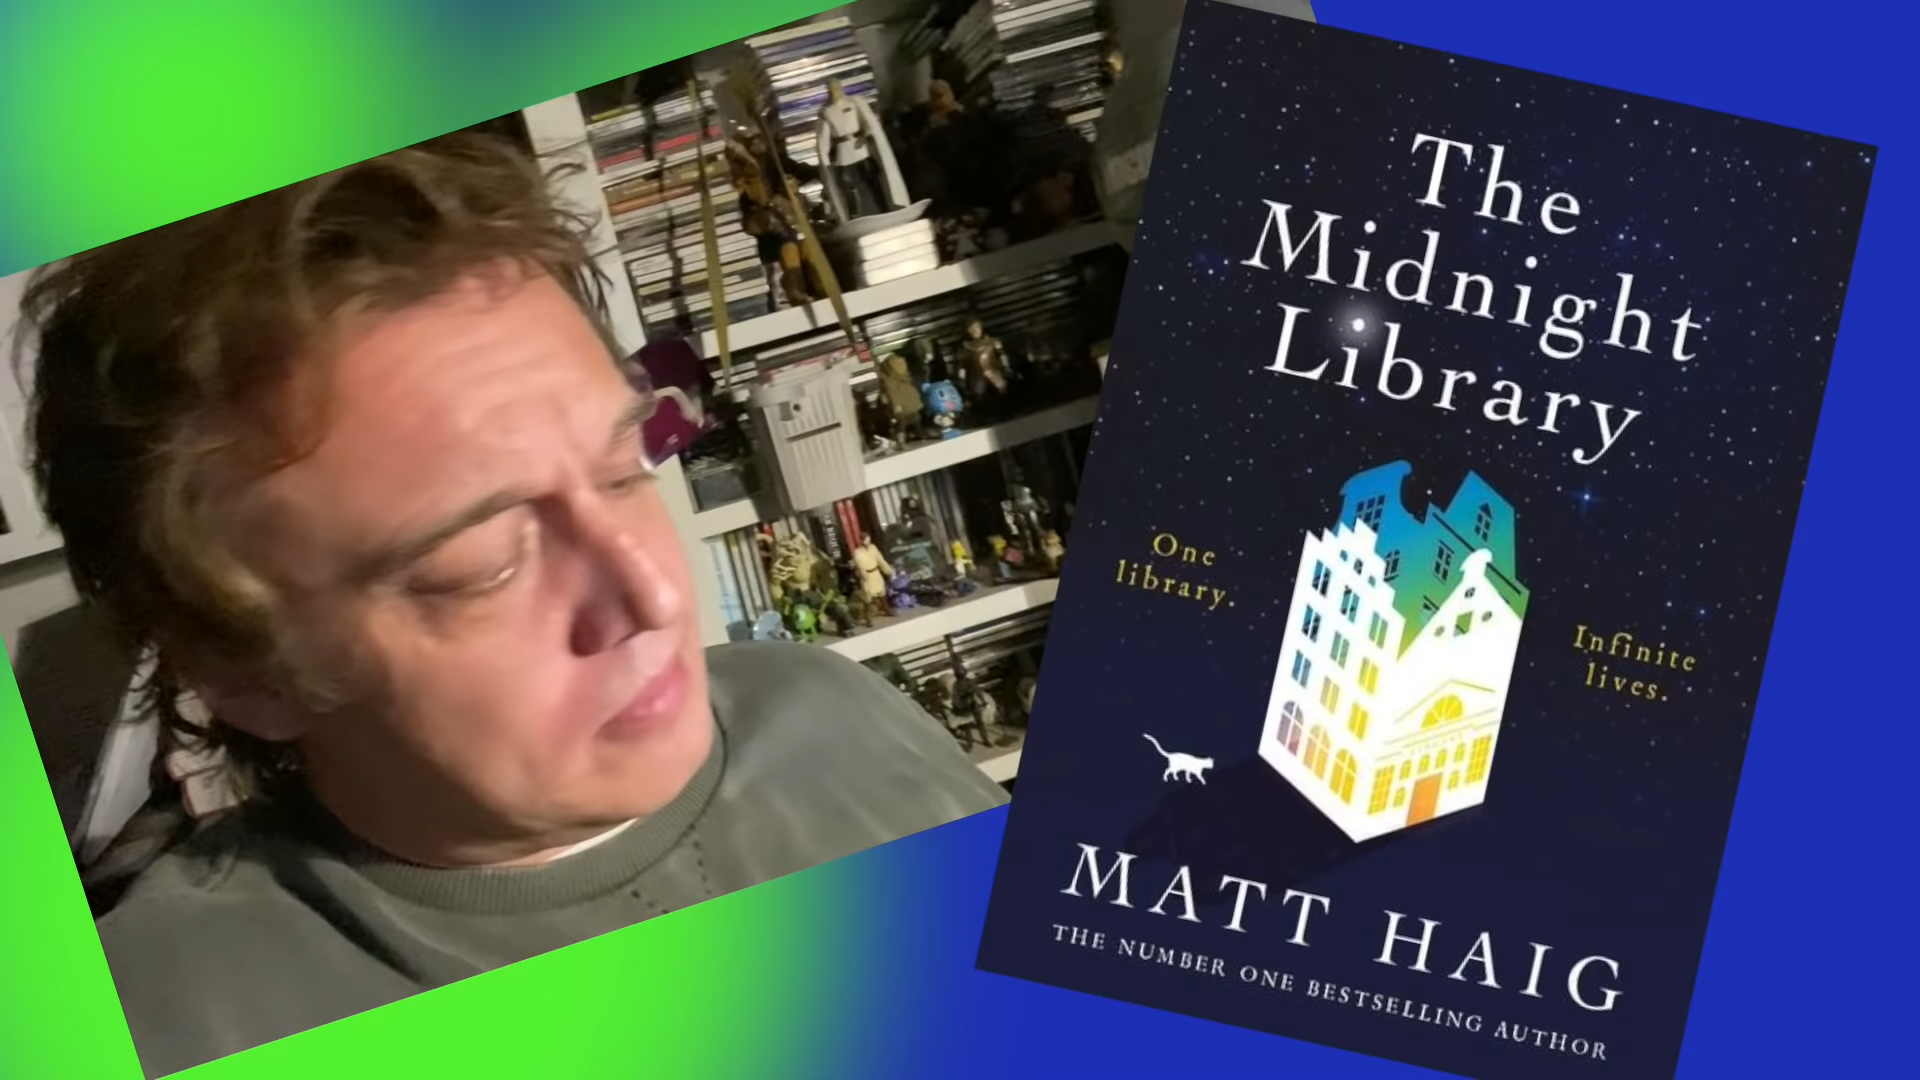 The
Midnight
Library
One
library.
Infinite
lives.
MATT HAIG
THE NUMBER ONE BESTSELLING AUTHOR